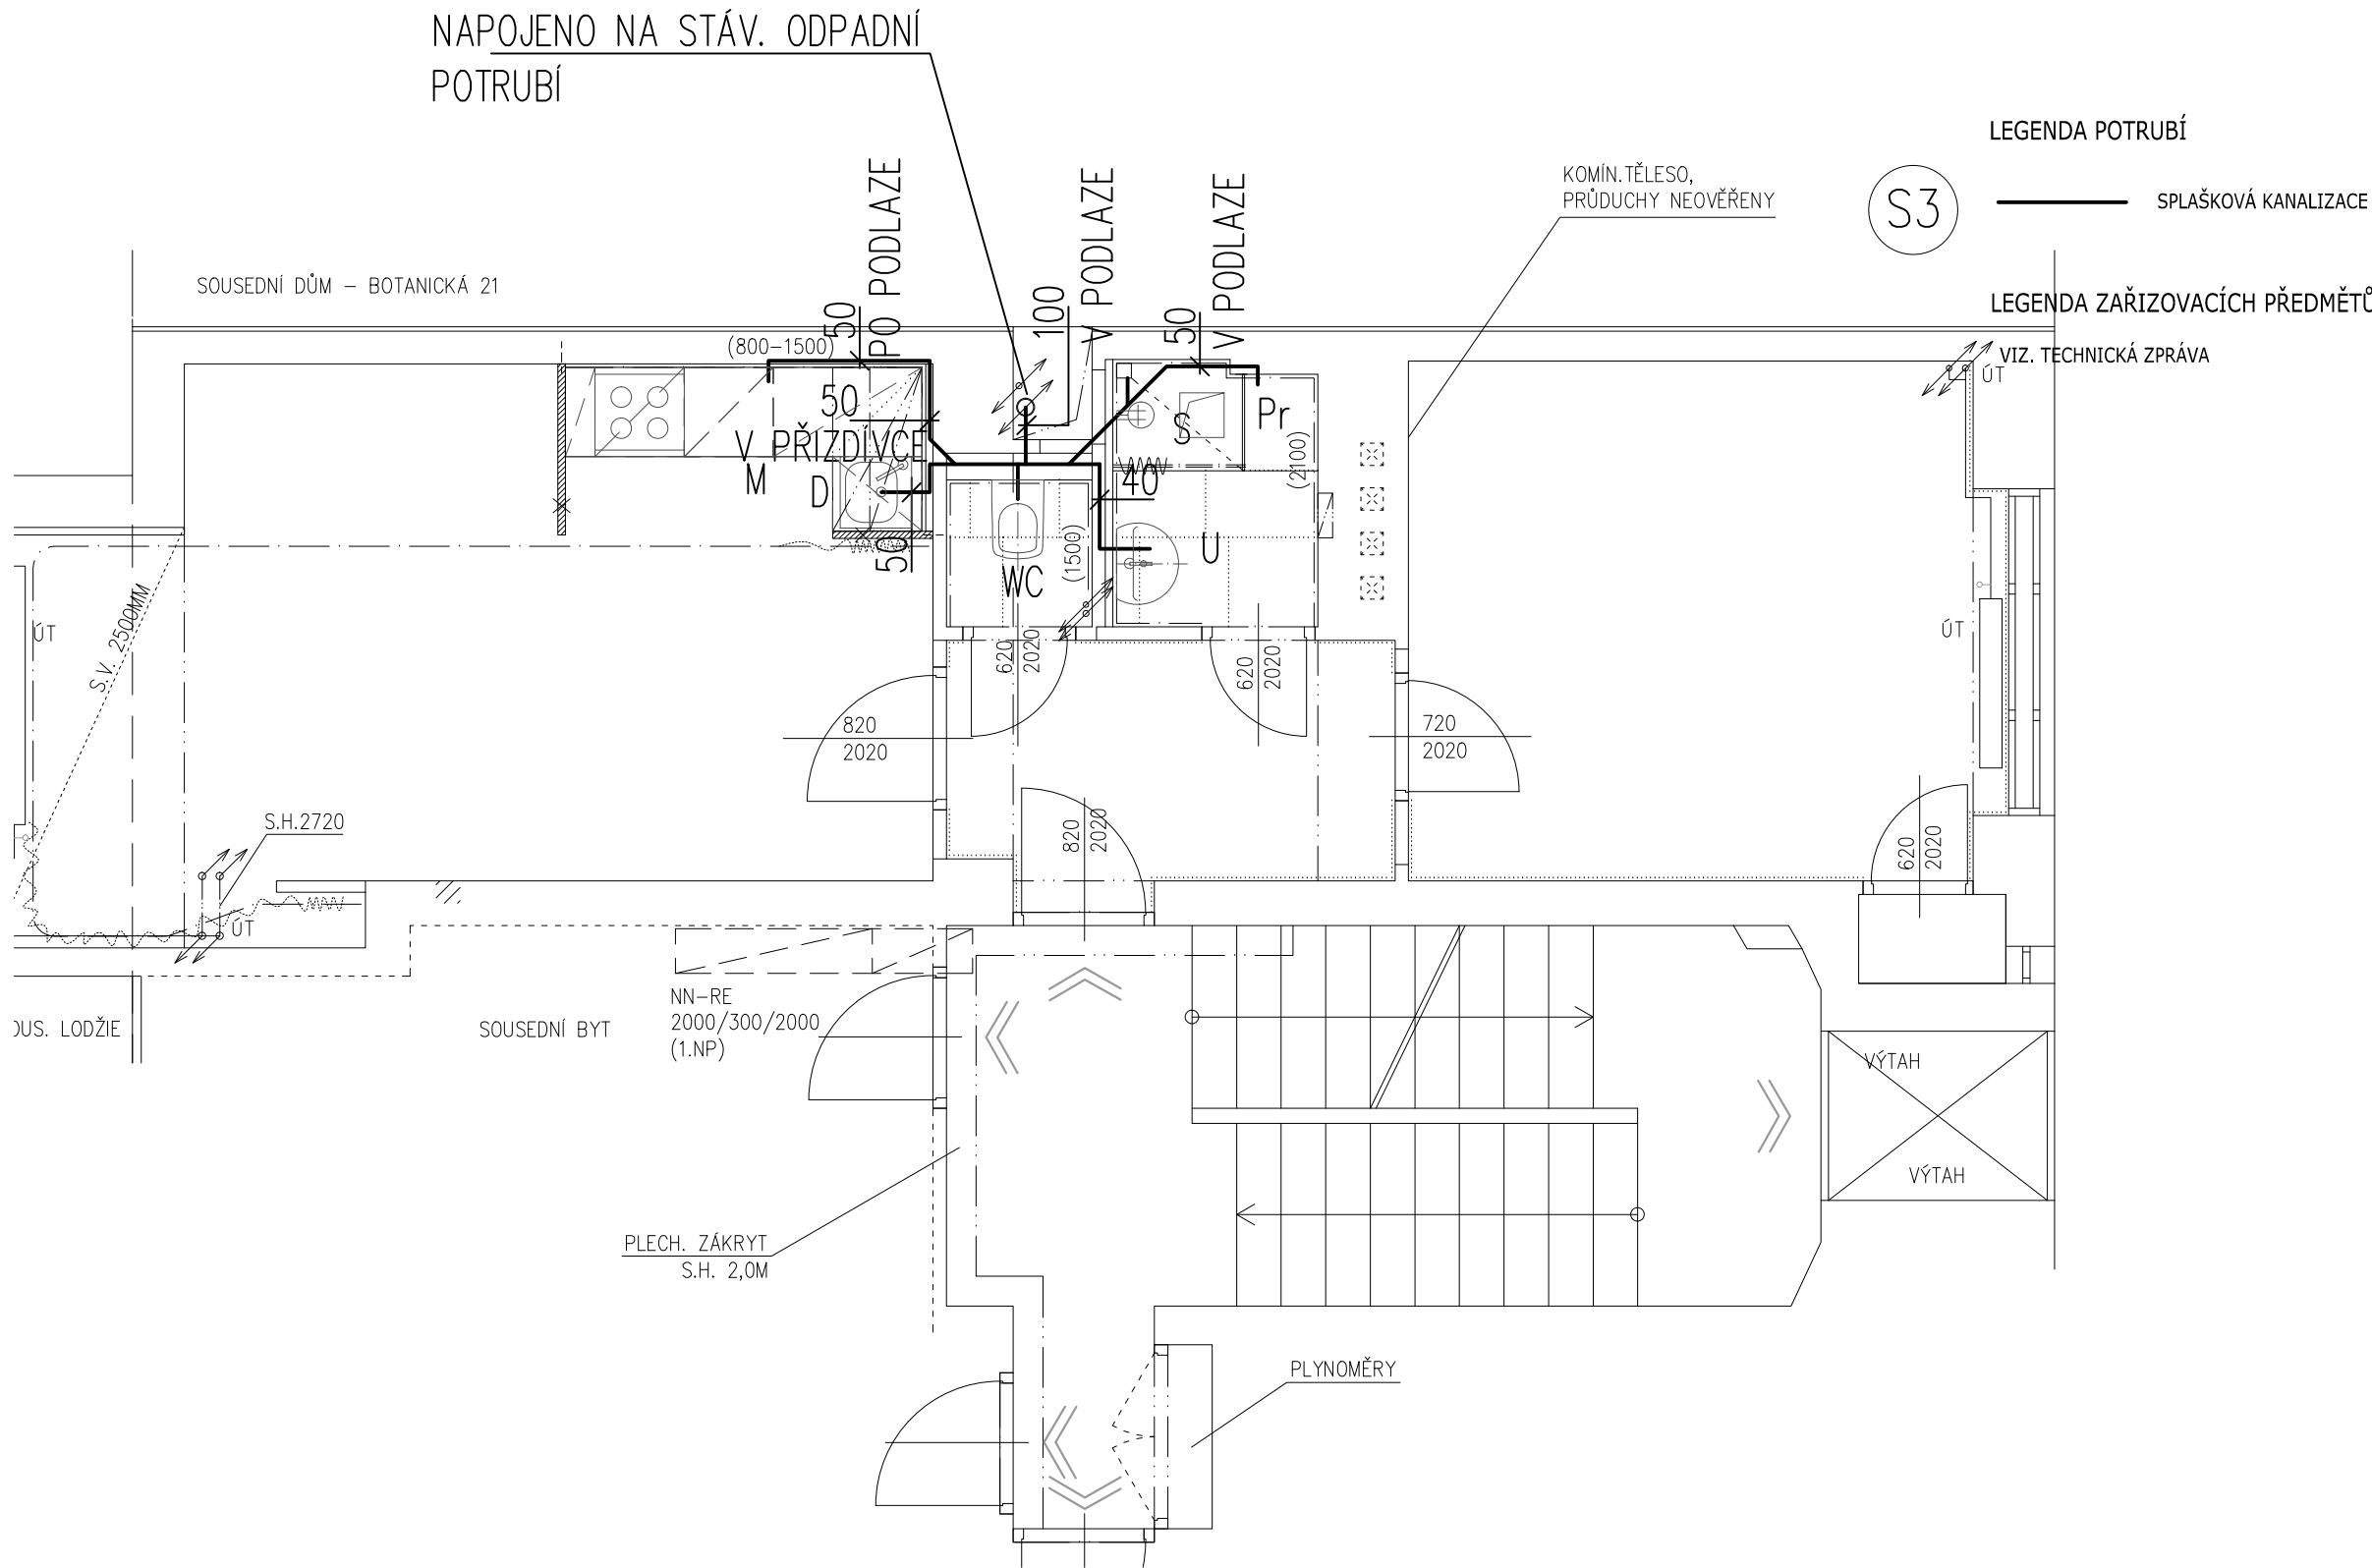 NAPOJENO NA STÁV. ODPADNÍ
POTRUBÍ
LEGENDA POTRUBÍ
KOMÍN.TĚLESO,
PRŮDUCHY NEOVĚŘENY
S3
SPLAŠKOVÁ KANALIZACE
SOUSEDNÍ DŮM – BOTANICKÁ 21
LEGENDA ZAŘIZOVACÍCH PŘEDMĚTŮ
VIZ. TECHNICKÁ ZPRÁVA
50
PO PODLAZE
100
V PODLAZE
50
V PODLAZE
(800-1500)
50
V PŘIZDÍVCE
M
D
50
S
Pr
(2100)
40
U
WC
(1500)
ÚT
ÚT
ÚT
S.V. 2500MM
620
2020
620
2020
820
2020
720
2020
820
2020
620
2020
S.H.2720
ÚT
OUS. LODŽIE
SOUSEDNÍ BYT
NN-RE
2000/300/2000
(1.NP)
VÝTAH
VÝTAH
PLECH. ZÁKRYT
S.H. 2,0M
PLYNOMĚRY